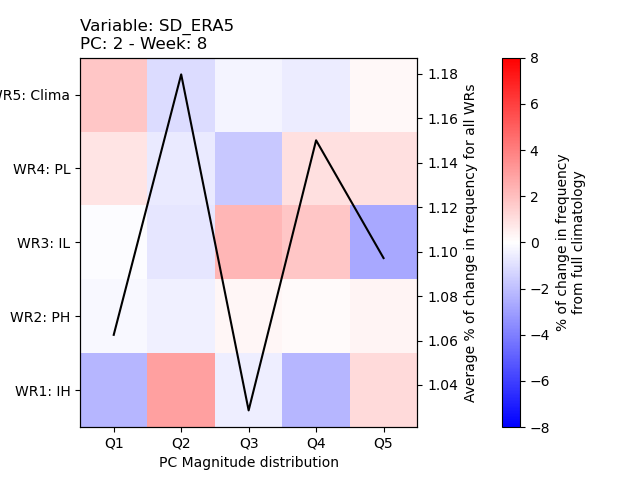 Variable: SD_ERA5
PC: 2 - Week: 8
WR5: Clima
WR4: PL
WR3: IL
WR2: PH
WR1: IH
Q1 Q2 Q3 Q4 Q5
PC Magnitude distribution
1.18
1.16
1.14
1.12
1.10
1.08
1.06
1.04
Average % of change in frequency for all WRs
8
6
4
2
0
−2
−4
−6
−8
% of change in frequency
from full climatology